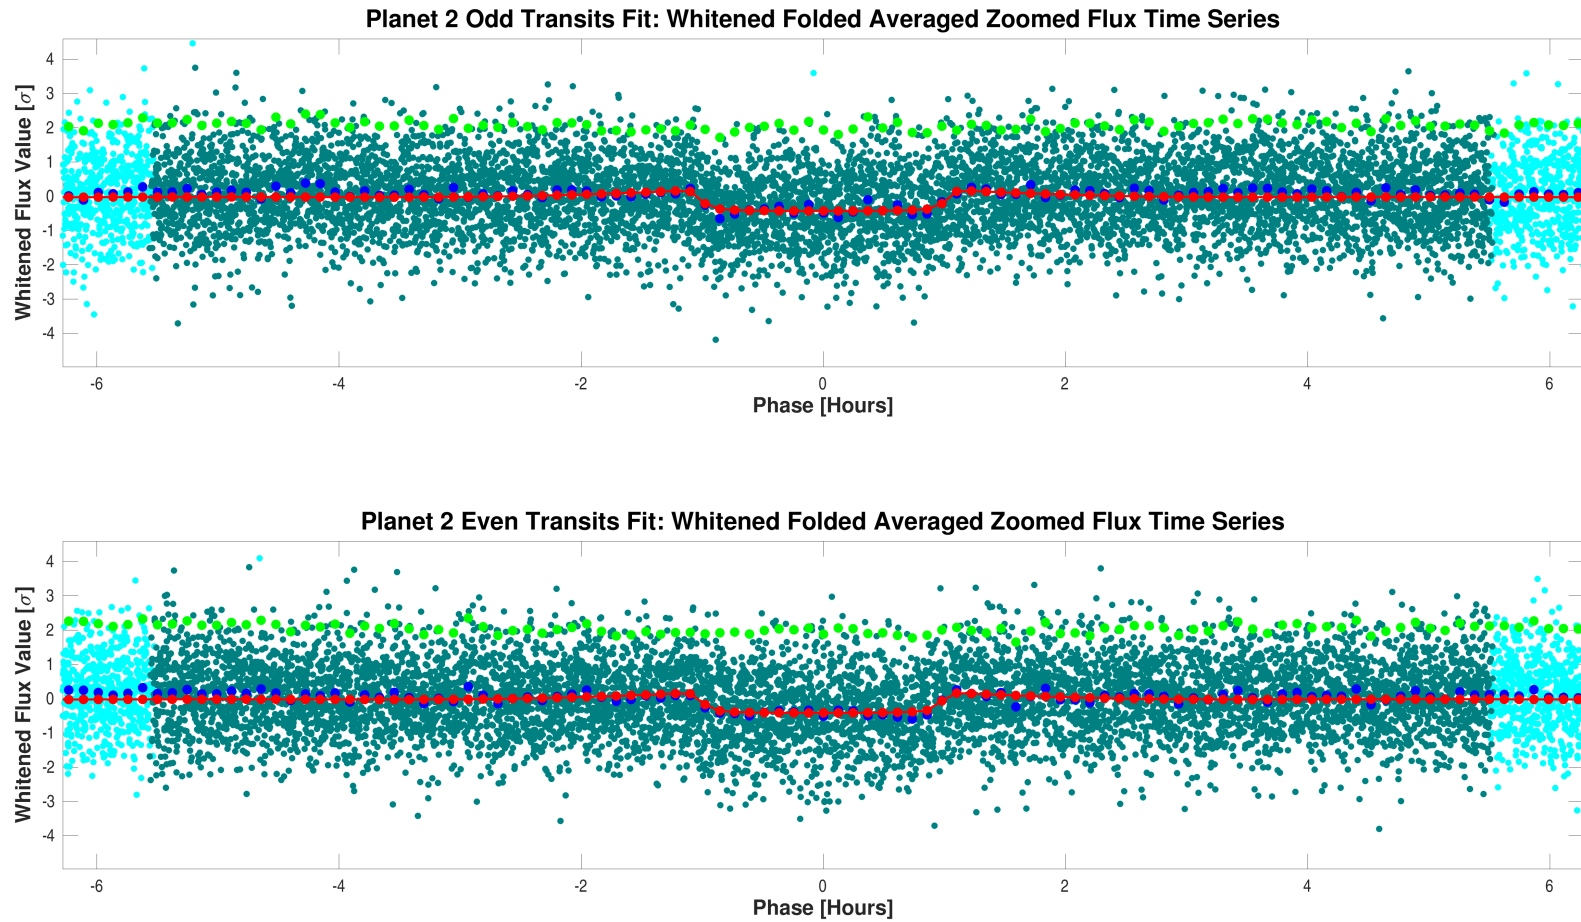 Planet 2 Odd Transits Fit: Whitened Folded Averaged Zoomed Flux Time Series
Whitened Flux Value [σ]
4
3
2
1
0
-1
-2
-3
-4
-6 -4 -2 0 2 4 6
Phase [Hours]
Planet 2 Even Transits Fit: Whitened Folded Averaged Zoomed Flux Time Series
Whitened Flux Value [σ]
4
3
2
1
0
-1
-2
-3
-4
-6 -4 -2 0 2 4 6
Phase [Hours]